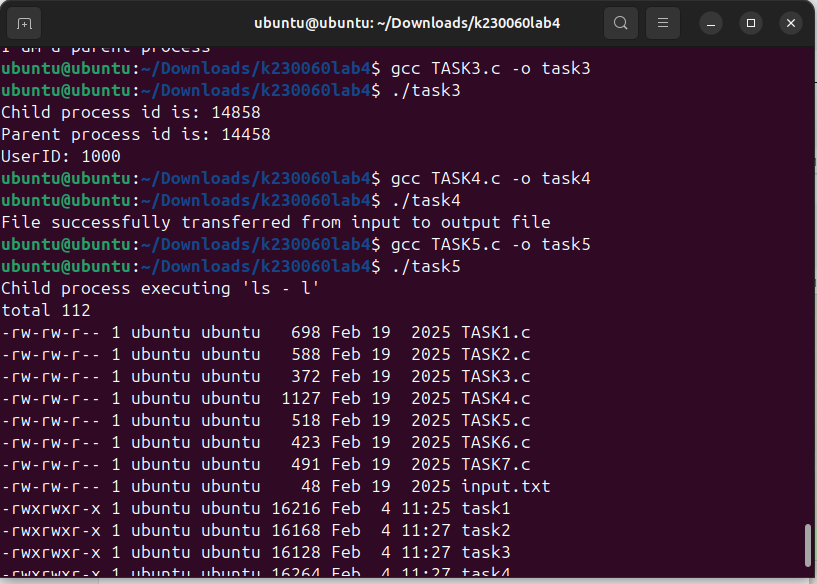 ubuntu@ubuntu: ~/Downloads/k230060lab4
I am a parent process
ubuntu@ubuntu:~/Downloads/k230060lab4$ gcc TASK3.c -o task3
ubuntu@ubuntu:~/Downloads/k230060lab4$ ./task3
Child process id is: 14858
Parent process id is: 14458
UserID: 1000
ubuntu@ubuntu:~/Downloads/k230060lab4$ gcc TASK4.c -o task4
ubuntu@ubuntu:~/Downloads/k230060lab4$ ./task4
File successfully transferred from input to output file
ubuntu@ubuntu:~/Downloads/k230060lab4$ gcc TASK5.c -o task5
ubuntu@ubuntu:~/Downloads/k230060lab4$ ./task5
Child process executing 'ls - l'
total 112
-rw-rw-r-- 1 ubuntu ubuntu   698 Feb 19  2025 TASK1.c
-rw-rw-r-- 1 ubuntu ubuntu   588 Feb 19  2025 TASK2.c
-rw-rw-r-- 1 ubuntu ubuntu   372 Feb 19  2025 TASK3.c
-rw-rw-r-- 1 ubuntu ubuntu  1127 Feb 19  2025 TASK4.c
-rw-rw-r-- 1 ubuntu ubuntu   518 Feb 19  2025 TASK5.c
-rw-rw-r-- 1 ubuntu ubuntu   423 Feb 19  2025 TASK6.c
-rw-rw-r-- 1 ubuntu ubuntu   491 Feb 19  2025 TASK7.c
-rw-rw-r-- 1 ubuntu ubuntu    48 Feb 19  2025 input.txt
-rwxrwxr-x 1 ubuntu ubuntu 16216 Feb  4 11:25 task1
-rwxrwxr-x 1 ubuntu ubuntu 16168 Feb  4 11:27 task2
-rwxrwxr-x 1 ubuntu ubuntu 16128 Feb  4 11:27 task3
-rwxrwxr-x 1 ubuntu ubuntu 16264 Feb  4 11:27 task4